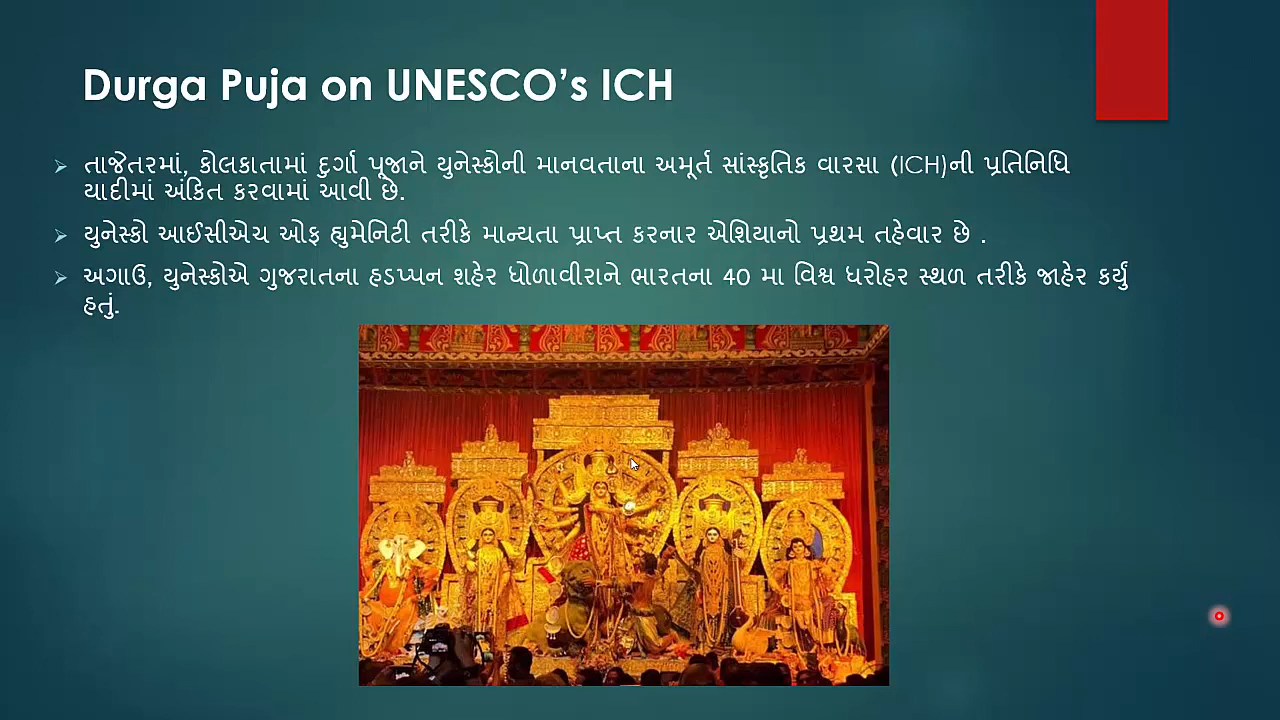 Durga Puja on UNESCO’s ICH
તાજેતરમાં, કોલકાતામાં દુર્ગા પૂજાને યુનેસ્કોની માનવતાના અમૂર્ત સાંસ્કૃતિક વારસા (ICH)ની પ્રતિનિધિ
યાદીમાં અંકિત કરવામાં આવી છે.
યુનેસ્કો આઈસીએચ ઓફ હ્યુમેનિટી તરીકે માન્યતા પ્રાપ્ત કરનાર એશિયાનો પ્રથમ તહેવાર છે .
અગાઉ, યુનેસ્કોએ ગુજરાતના હડપ્પન શહેર ધોળાવીરાને ભારતના 40 મા વિશ્વ ધરોહર સ્થળ તરીકે જાહેર કર્યું
હતું.